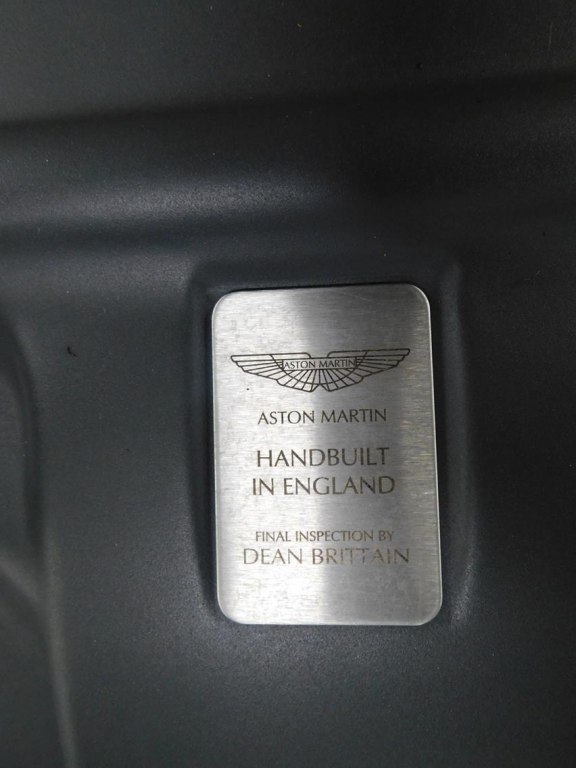 ASTON MARTIN
ASTON MARTIN
HANDBUILT
IN ENGLAND
FINAL INSPECTION BY
DEAN BRITTAIN